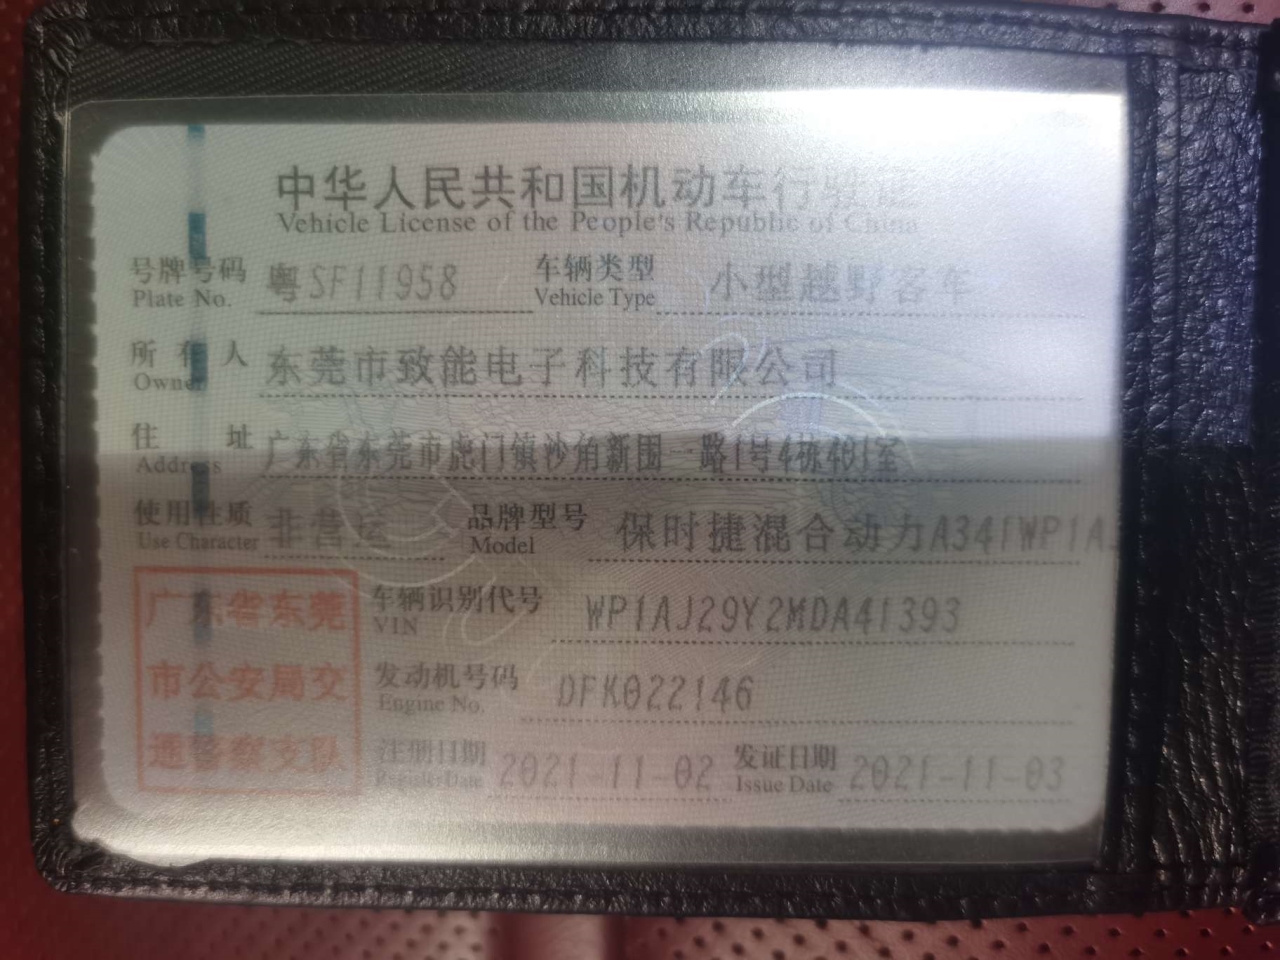 中华人民共和国机动车行驶证
Vehicle License of the People's Republic of China
号牌号码 粤SF11958 车辆类型 小型越野客车
Plate No. Vehicle Type
所有人 东莞市致能电子科技有限公司
Owner
住址 广东省东莞市虎门镇沙角新围一路1号4栋401室
Address
使用性质 非营运 品牌型号 保时捷混合动力A341WP1A
Use Character Model
广东省东莞
市公安局交
通警察支队
车辆识别代号 WP1AJ29Y2MDA41393
VIN
发动机号码 DFK022146
Engine No.
注册日期 2021-11-02 发证日期 2021-11-03
Register Date Issue Date